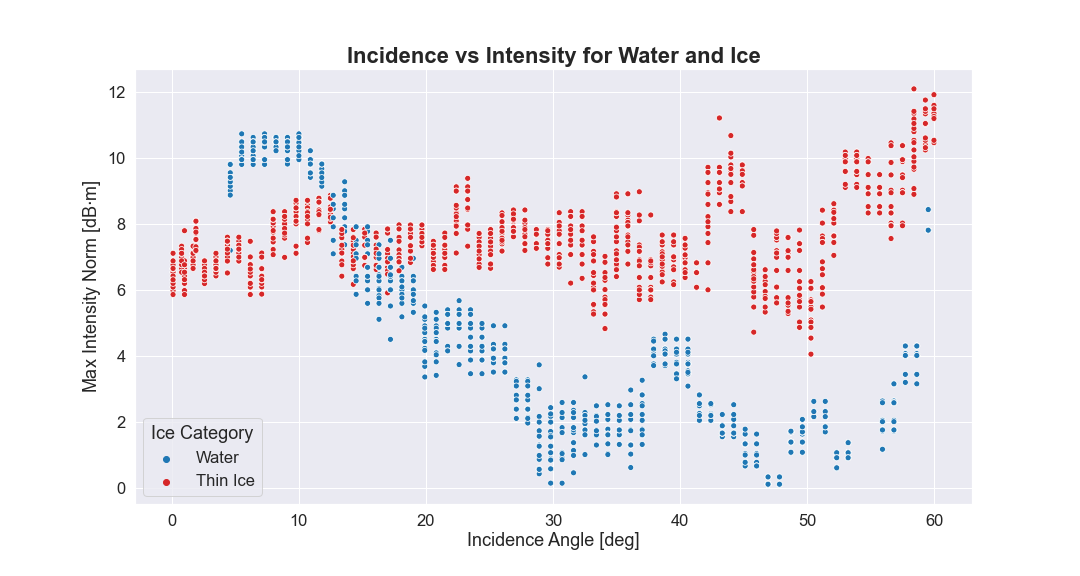 Incidence vs Intensity for Water and Ice
Max Intensity Norm [dB·m]
12
10
8
6
4
2
0
Ice Category
Water
Thin Ice
0 10 20 30 40 50 60
Incidence Angle [deg]